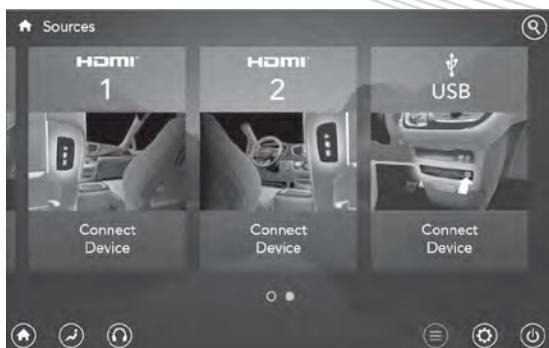 Sources
HDMI
1
HDMI
2
USB
Connect
Device
Connect
Device
Connect
Device